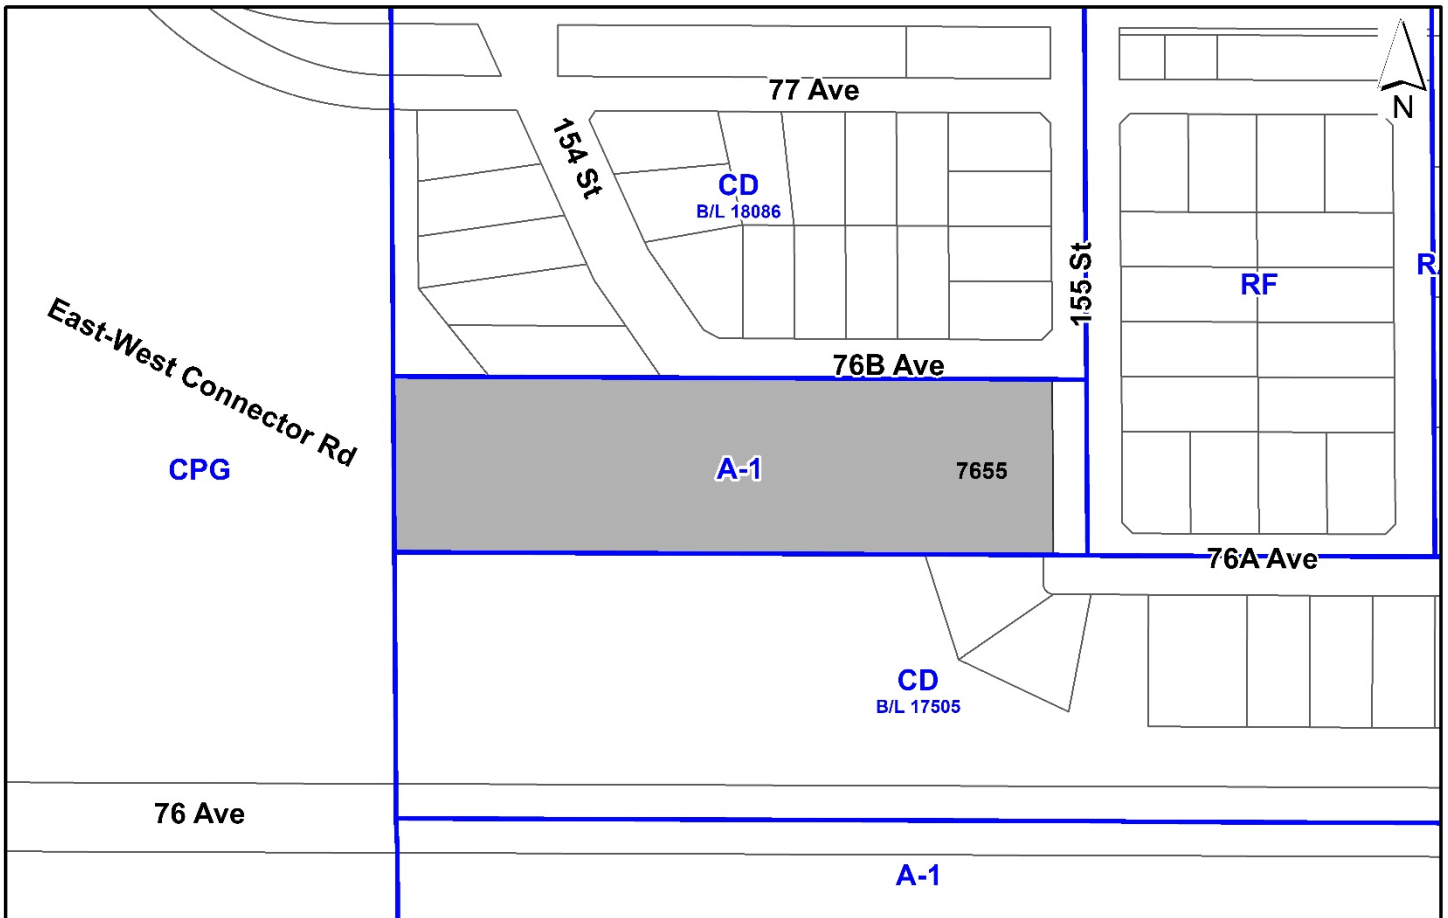 77 Ave
N
154 St
CD
B/L 18086
155 St
RF
East-West Connector Rd
76B Ave
CPG
A-1
7655
76A Ave
CD
B/L 17505
76 Ave
A-1